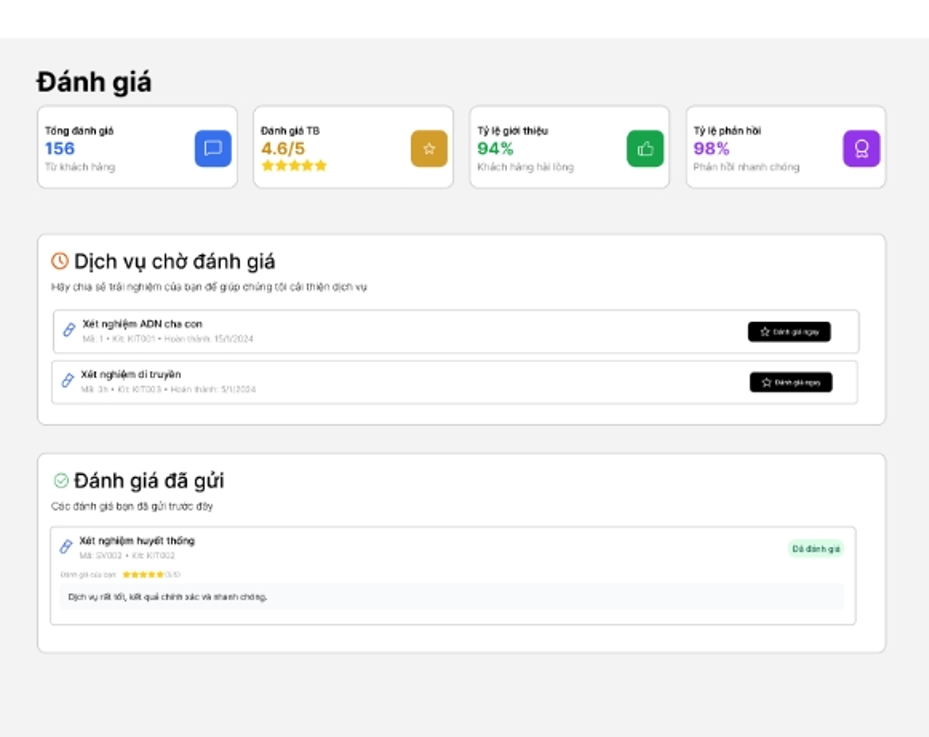 Đánh giá
Tổng đánh giá
156
Từ khách hàng
Đánh giá TB
4.6/5
Tỷ lệ giới thiệu
94%
Khách hàng hài lòng
Tỷ lệ phản hồi
98%
Phản hồi nhanh chóng
Dịch vụ chờ đánh giá
Hãy chia sẻ trải nghiệm của bạn để giúp chúng tôi cải thiện dịch vụ
Xét nghiệm ADN cha con
Mã: 1 • Kit: KIT001 • Hoàn thành: 15/1/2024
Đánh giá ngay
Xét nghiệm di truyền
Kit: KIT003 • Hoàn thành: 5/1/2024
Đánh giá ngay
Đánh giá đã gửi
Các đánh giá bạn đã gửi trước đây
Xét nghiệm huyết thống
Mã: SV002 • Kit: KIT002
Đã đánh giá
Đánh giá của bạn:
Dịch vụ rất tốt, kết quả chính xác và nhanh chóng.